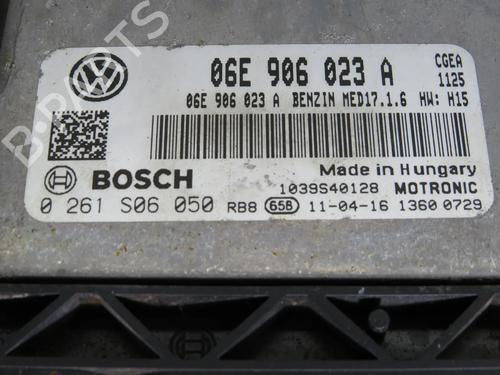 06E 906 023 A
CGEA
1125
06E 906 023 A BENZIN MED17.1.6 HW: H15
Made in Hungary
BOSCH
1039S40128 MOTRONIC
0 261 S06 050 RB8 658 11-04-16 1360 0729
B-PARTS